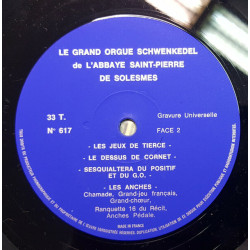 LE GRAND ORGUE SCHWENKEDEL
de L'ABBAYE SAINT-PIERRE
DE SOLESMES
33 T.
Gravure Universelle
N° 617
FACE 2
- LES JEUX DE TIERCE -
- LE DESSUS DE CORNET -
- SESQUIALTERA DU POSITIF
ET DU G.O. -
- LES ANCHES -
Chamade, Grand-jeu français,
Grand-chœur,
Ranquette 16 du Récit,
Anches Pédale.
MADE IN FRANCE